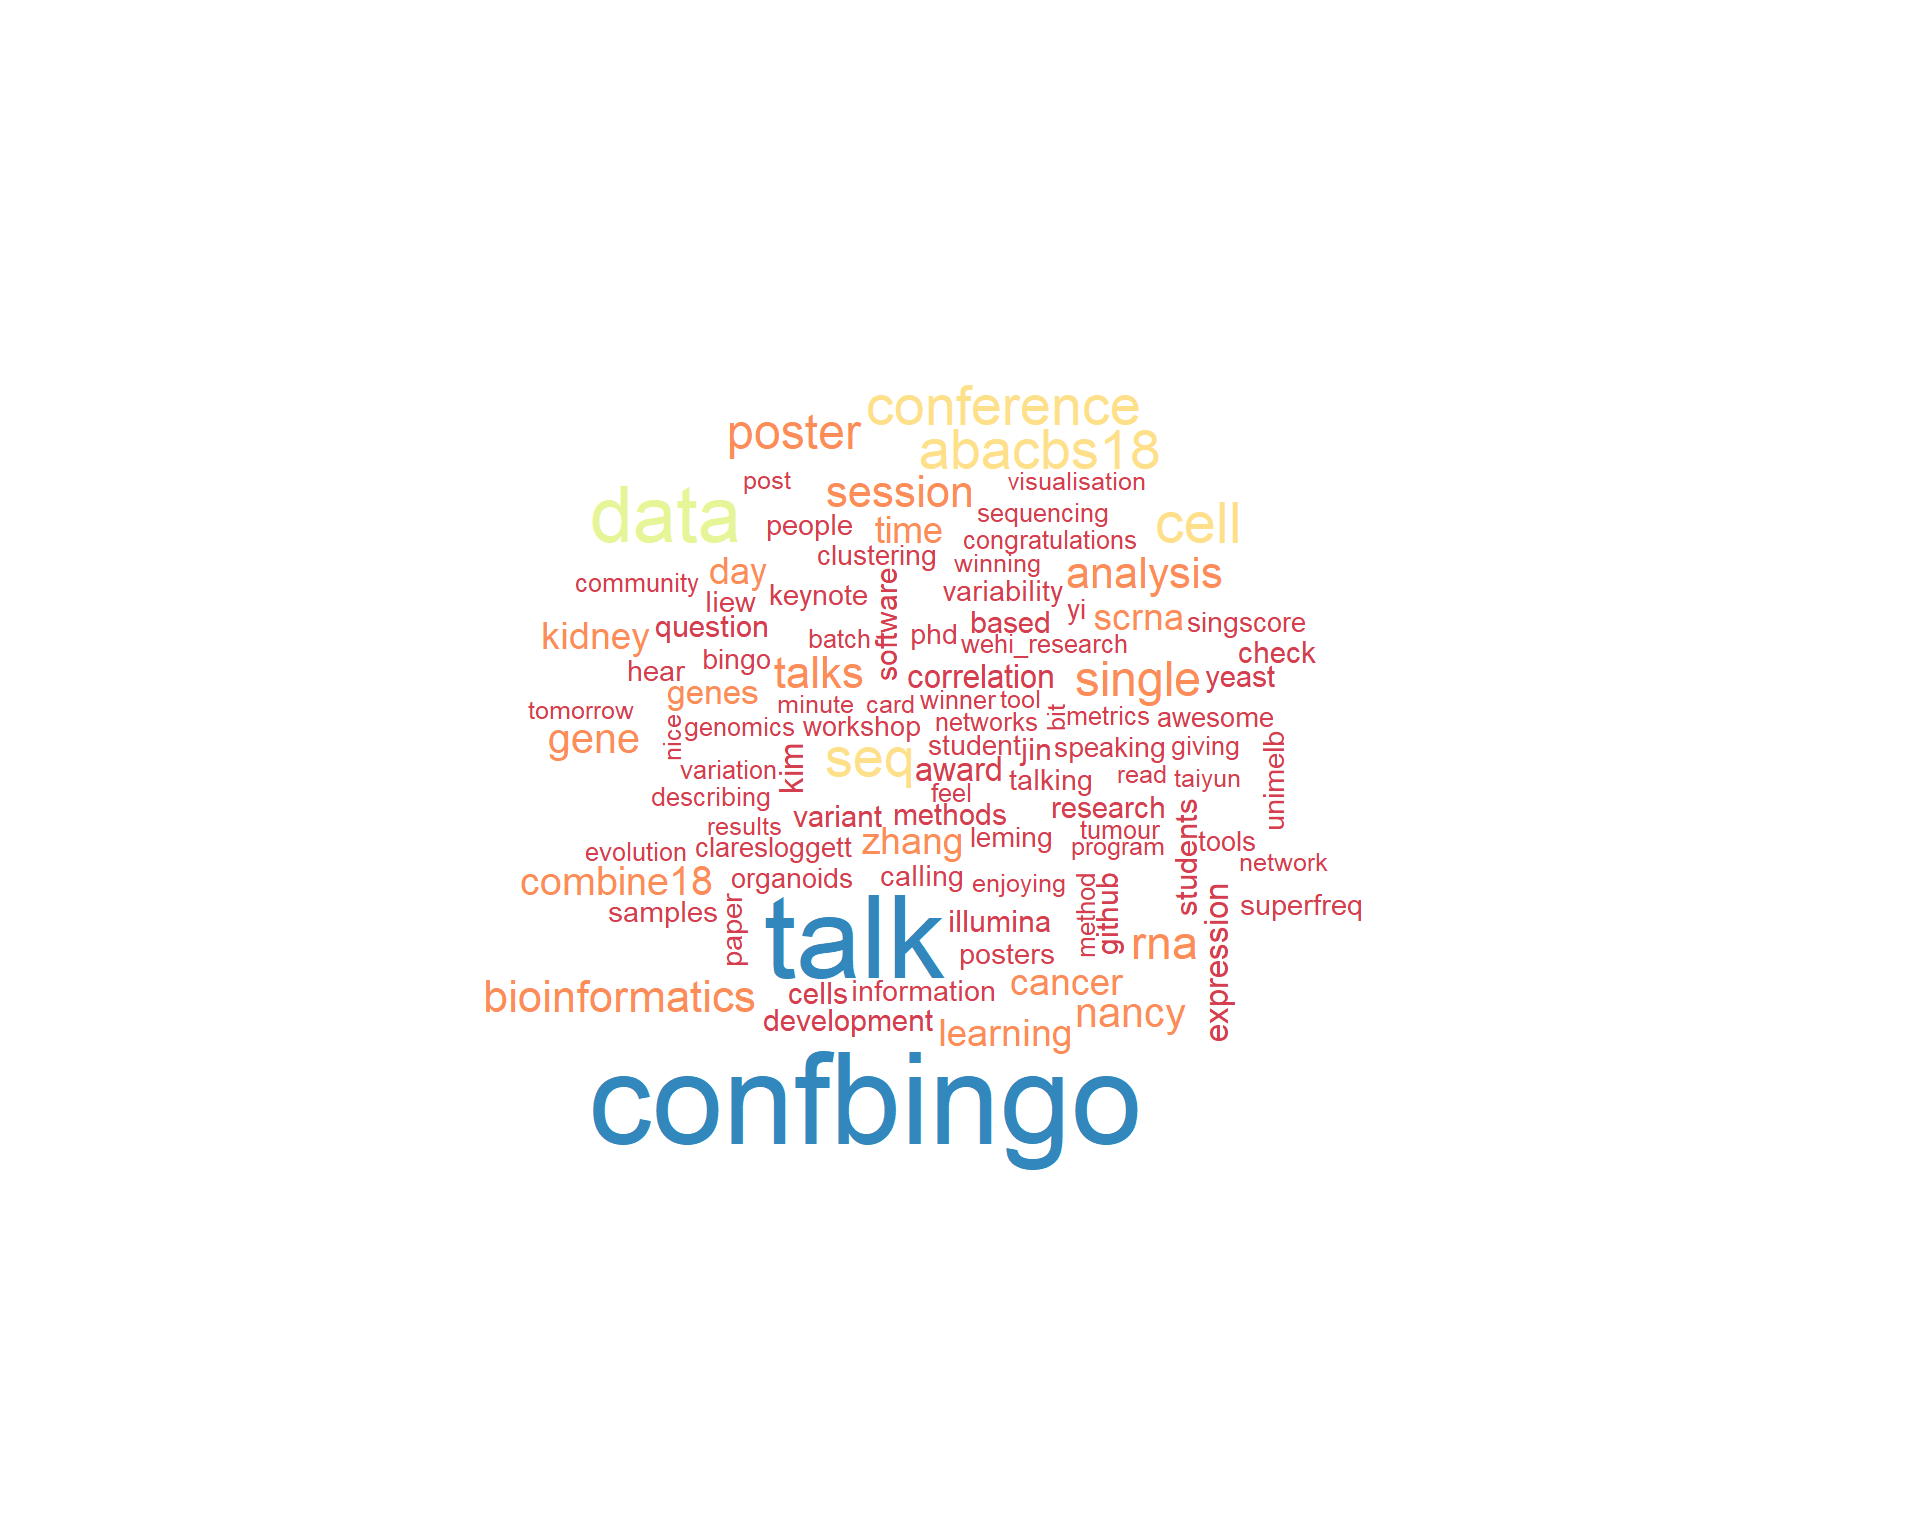 conference
poster
abacbs18
post
visualisation
session
data
sequencing
cell
people
time
congratulations
clustering
winning
day
analysis
community
keynote
software
variability
liew
yi
scrna
singscore
question
based
kidney
batch
phd
wehi_research
check
bingo
hear
talks
correlation
single
yeast
genes
minute
card
winner
tool
tomorrow
bit
metrics
awesome
nice
genomics
workshop
networks
gene
student
jin
speaking
giving
unimelb
seq
kim
variation
award
talking
read
taiyun
describing
feel
research
variant
methods
results
tumour
students
zhang
leming
program
tools
evolution
claresloggett
network
combine18
organoids
calling
enjoying
method
github
superfreq
samples
paper
talk
illumina
expression
rna
posters
cancer
bioinformatics
cells
information
nancy
development
learning
confbingo